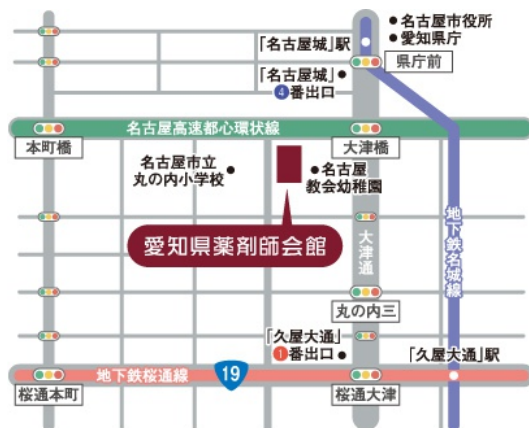 ●名古屋市役所
●愛知県庁
「名古屋城」駅
県庁前
「名古屋城」●
4番出口
名古屋高速都心環状線
本町橋
大津橋
名古屋市立
丸の内小学校●
●名古屋
教会幼稚園
愛知県薬剤師会館
大津通
地下鉄名城線
丸の内三
「久屋大通」
1番出口●
「久屋大通」駅
地下鉄桜通線
19
桜通本町
桜通大津